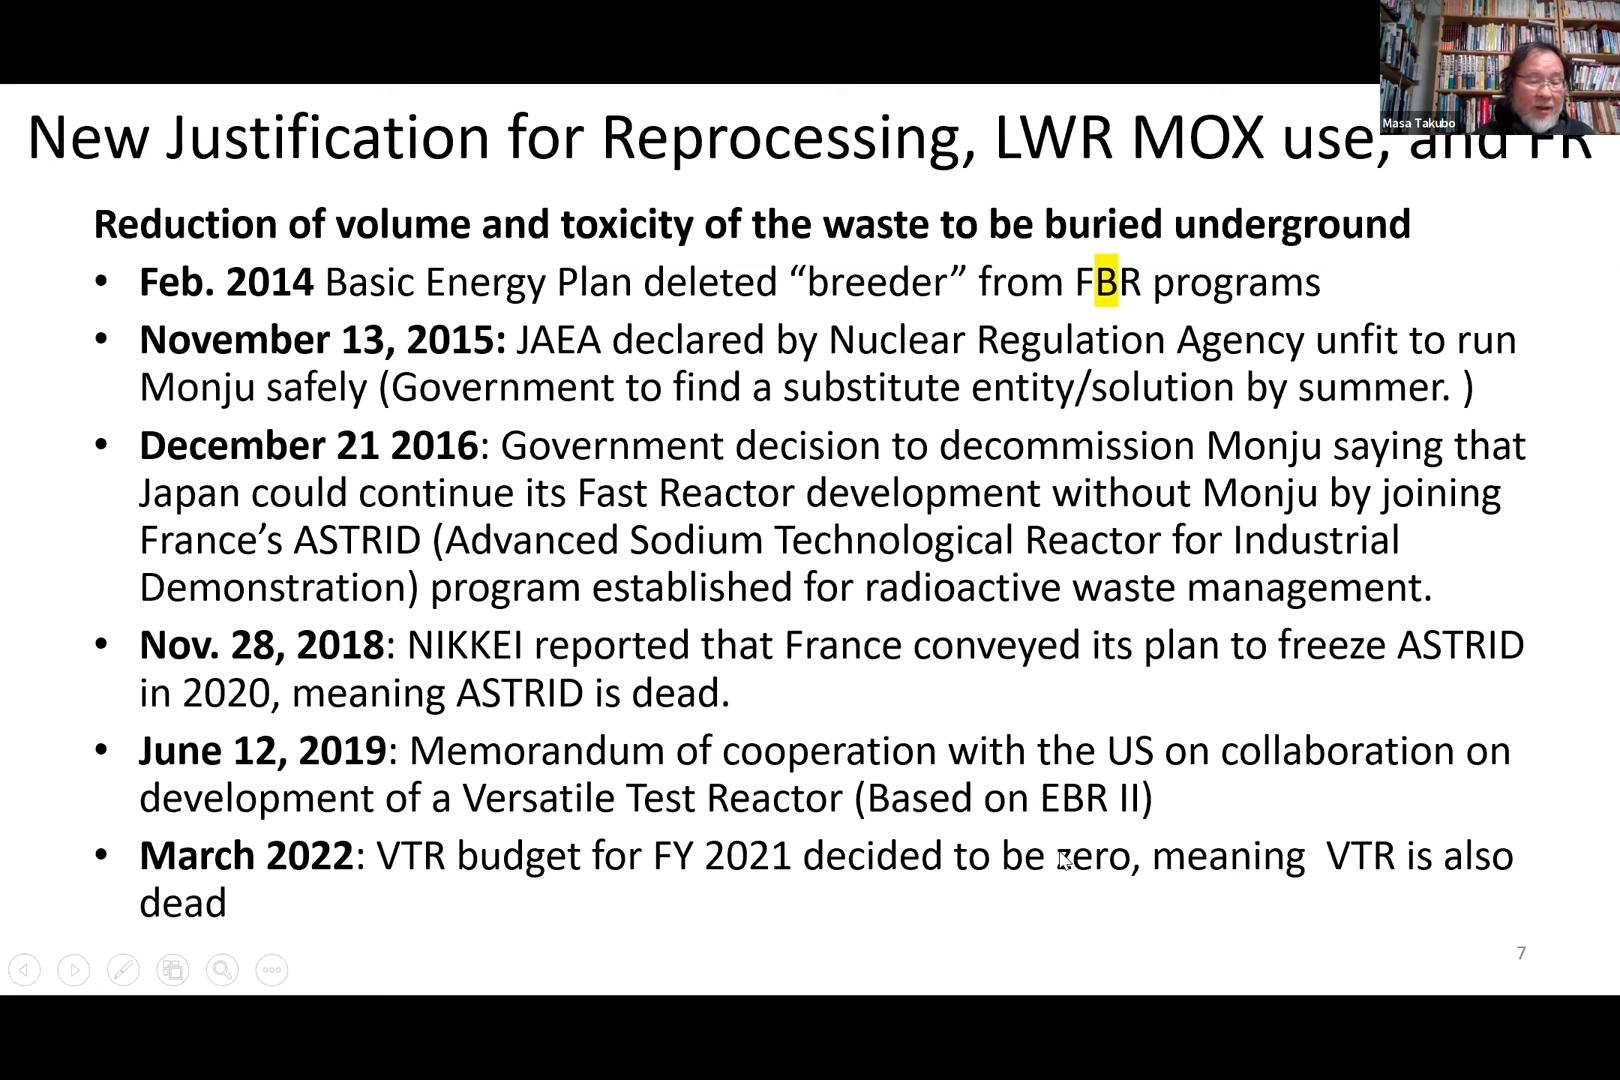 Masa Takubo
New Justification for Reprocessing, LWR MOX use, and FR
Reduction of volume and toxicity of the waste to be buried underground
• Feb. 2014 Basic Energy Plan deleted “breeder” from FBR programs
• November 13, 2015: JAEA declared by Nuclear Regulation Agency unfit to run
Monju safely (Government to find a substitute entity/solution by summer. )
• December 21 2016: Government decision to decommission Monju saying that
Japan could continue its Fast Reactor development without Monju by joining
France’s ASTRID (Advanced Sodium Technological Reactor for Industrial
Demonstration) program established for radioactive waste management.
• Nov. 28, 2018: NIKKEI reported that France conveyed its plan to freeze ASTRID
in 2020, meaning ASTRID is dead.
• June 12, 2019: Memorandum of cooperation with the US on collaboration on
development of a Versatile Test Reactor (Based on EBR II)
• March 2022: VTR budget for FY 2021 decided to be zero, meaning  VTR is also
dead
7